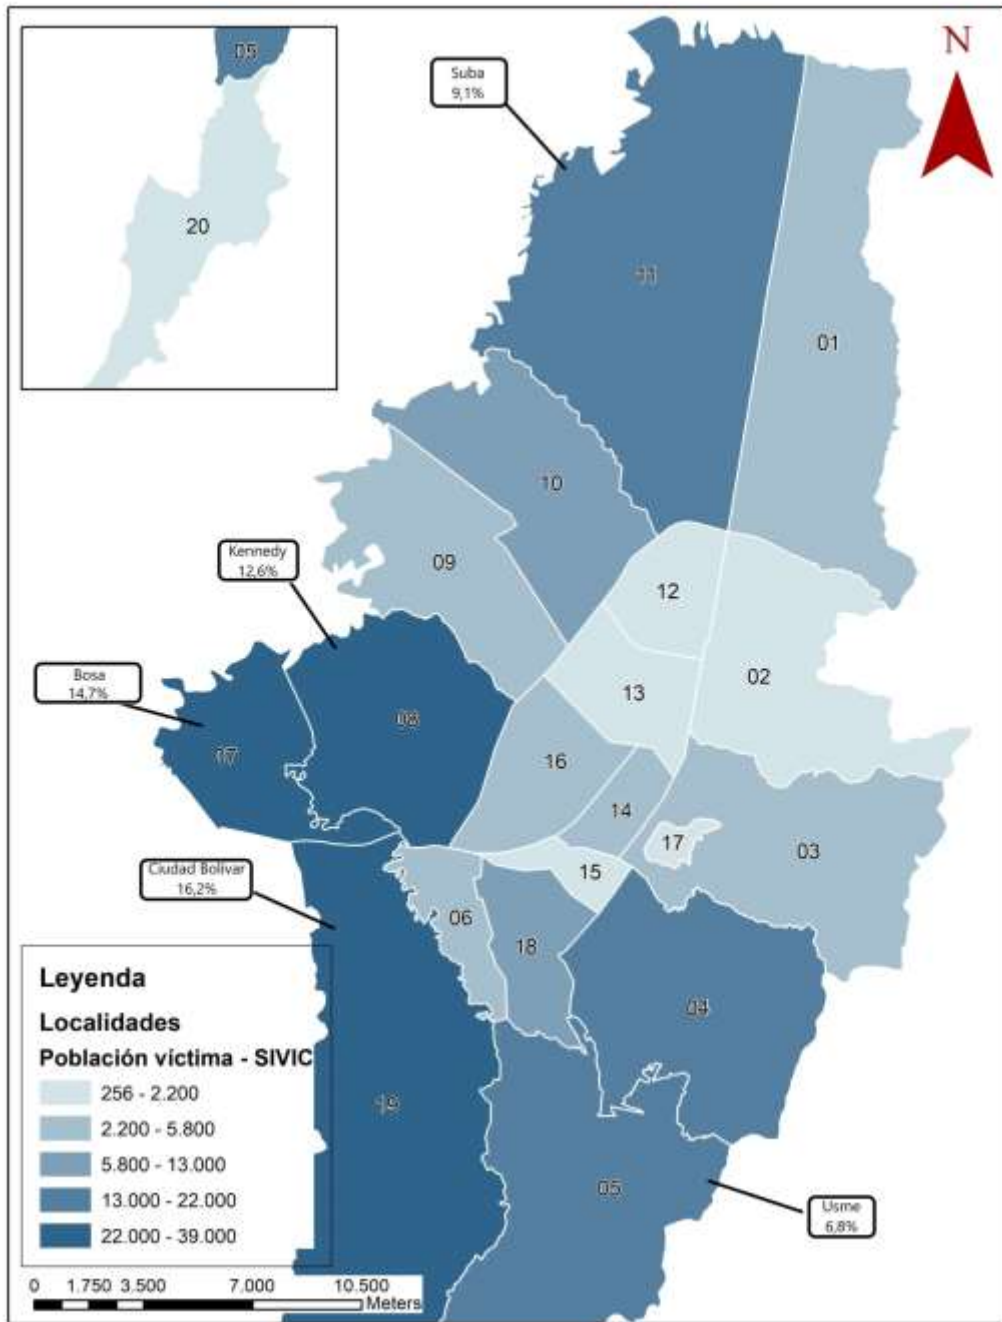 05
20
N
Suba
9,1%
11
01
10
09
12
Kennedy
12,6%
02
13
Bosa
14,7%
08
17
16
14
17
03
15
Ciudad Bolívar
16,2%
06
18
04
19
05
Usme
6,8%
Leyenda
Localidades
Población víctima - SIVIC
256 - 2.200
2.200 - 5.800
5.800 - 13.000
13.000 - 22.000
22.000 - 39.000
0 1.750 3.500 7.000 10.500
Meters